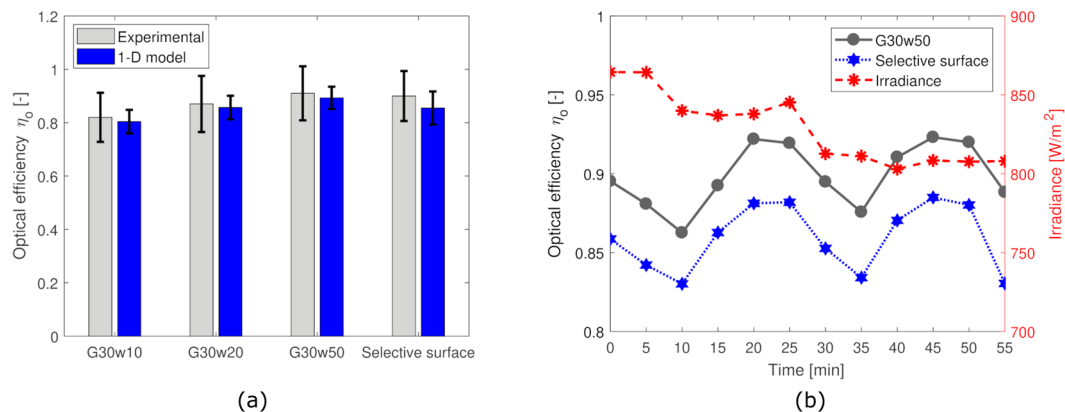 1.2
1
0.8
0.6
0.4
0.2
0
Optical efficiency ηo [-]
Experimental
1-D model
G30w10 G30w20 G30w50 Selective surface
(a)
1
0.95
0.9
0.85
0.8
Optical efficiency ηo [-]
G30w50
Selective surface
Irradiance
900
850
800
750
700
Irradiance [W/m²]
0 5 10 15 20 25 30 35 40 45 50 55
Time [min]
(b)